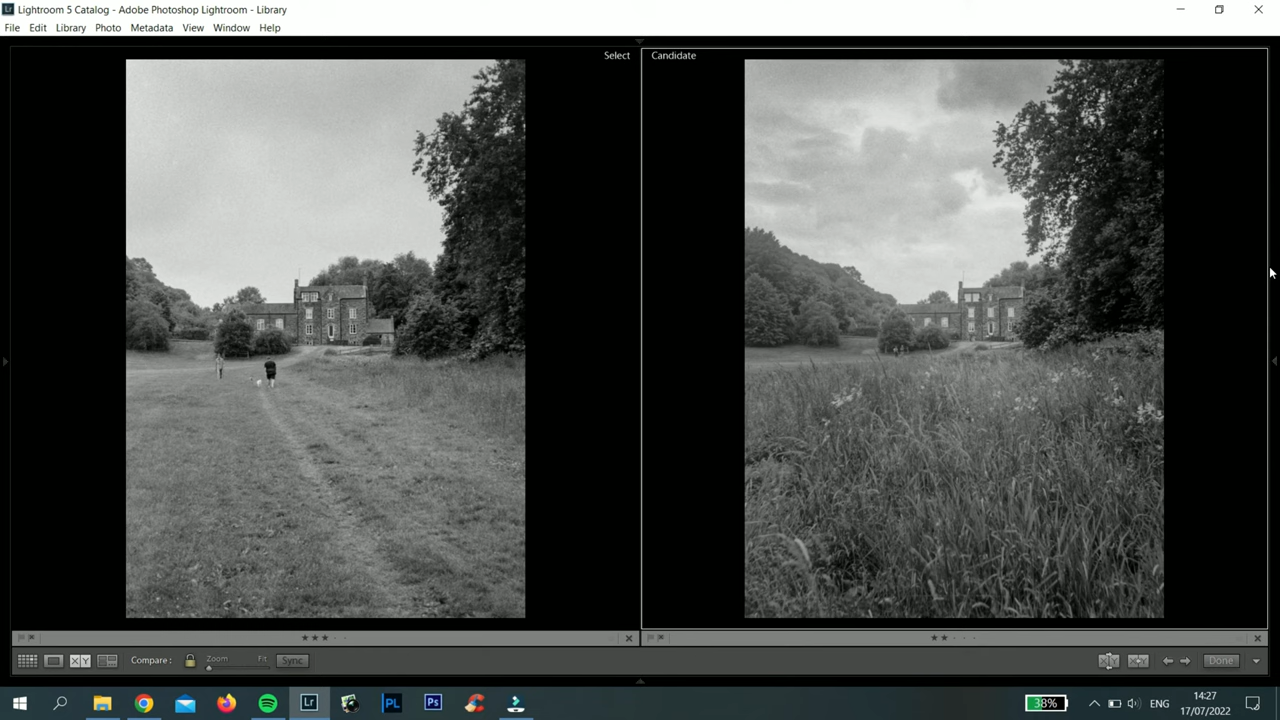 Lightroom 5 Catalog - Adobe Photoshop Lightroom - Library
File Edit Library Photo Metadata View Window Help
Select Candidate
Compare : Zoom Fit Sync Done
38% ENG 14:27
17/07/2022